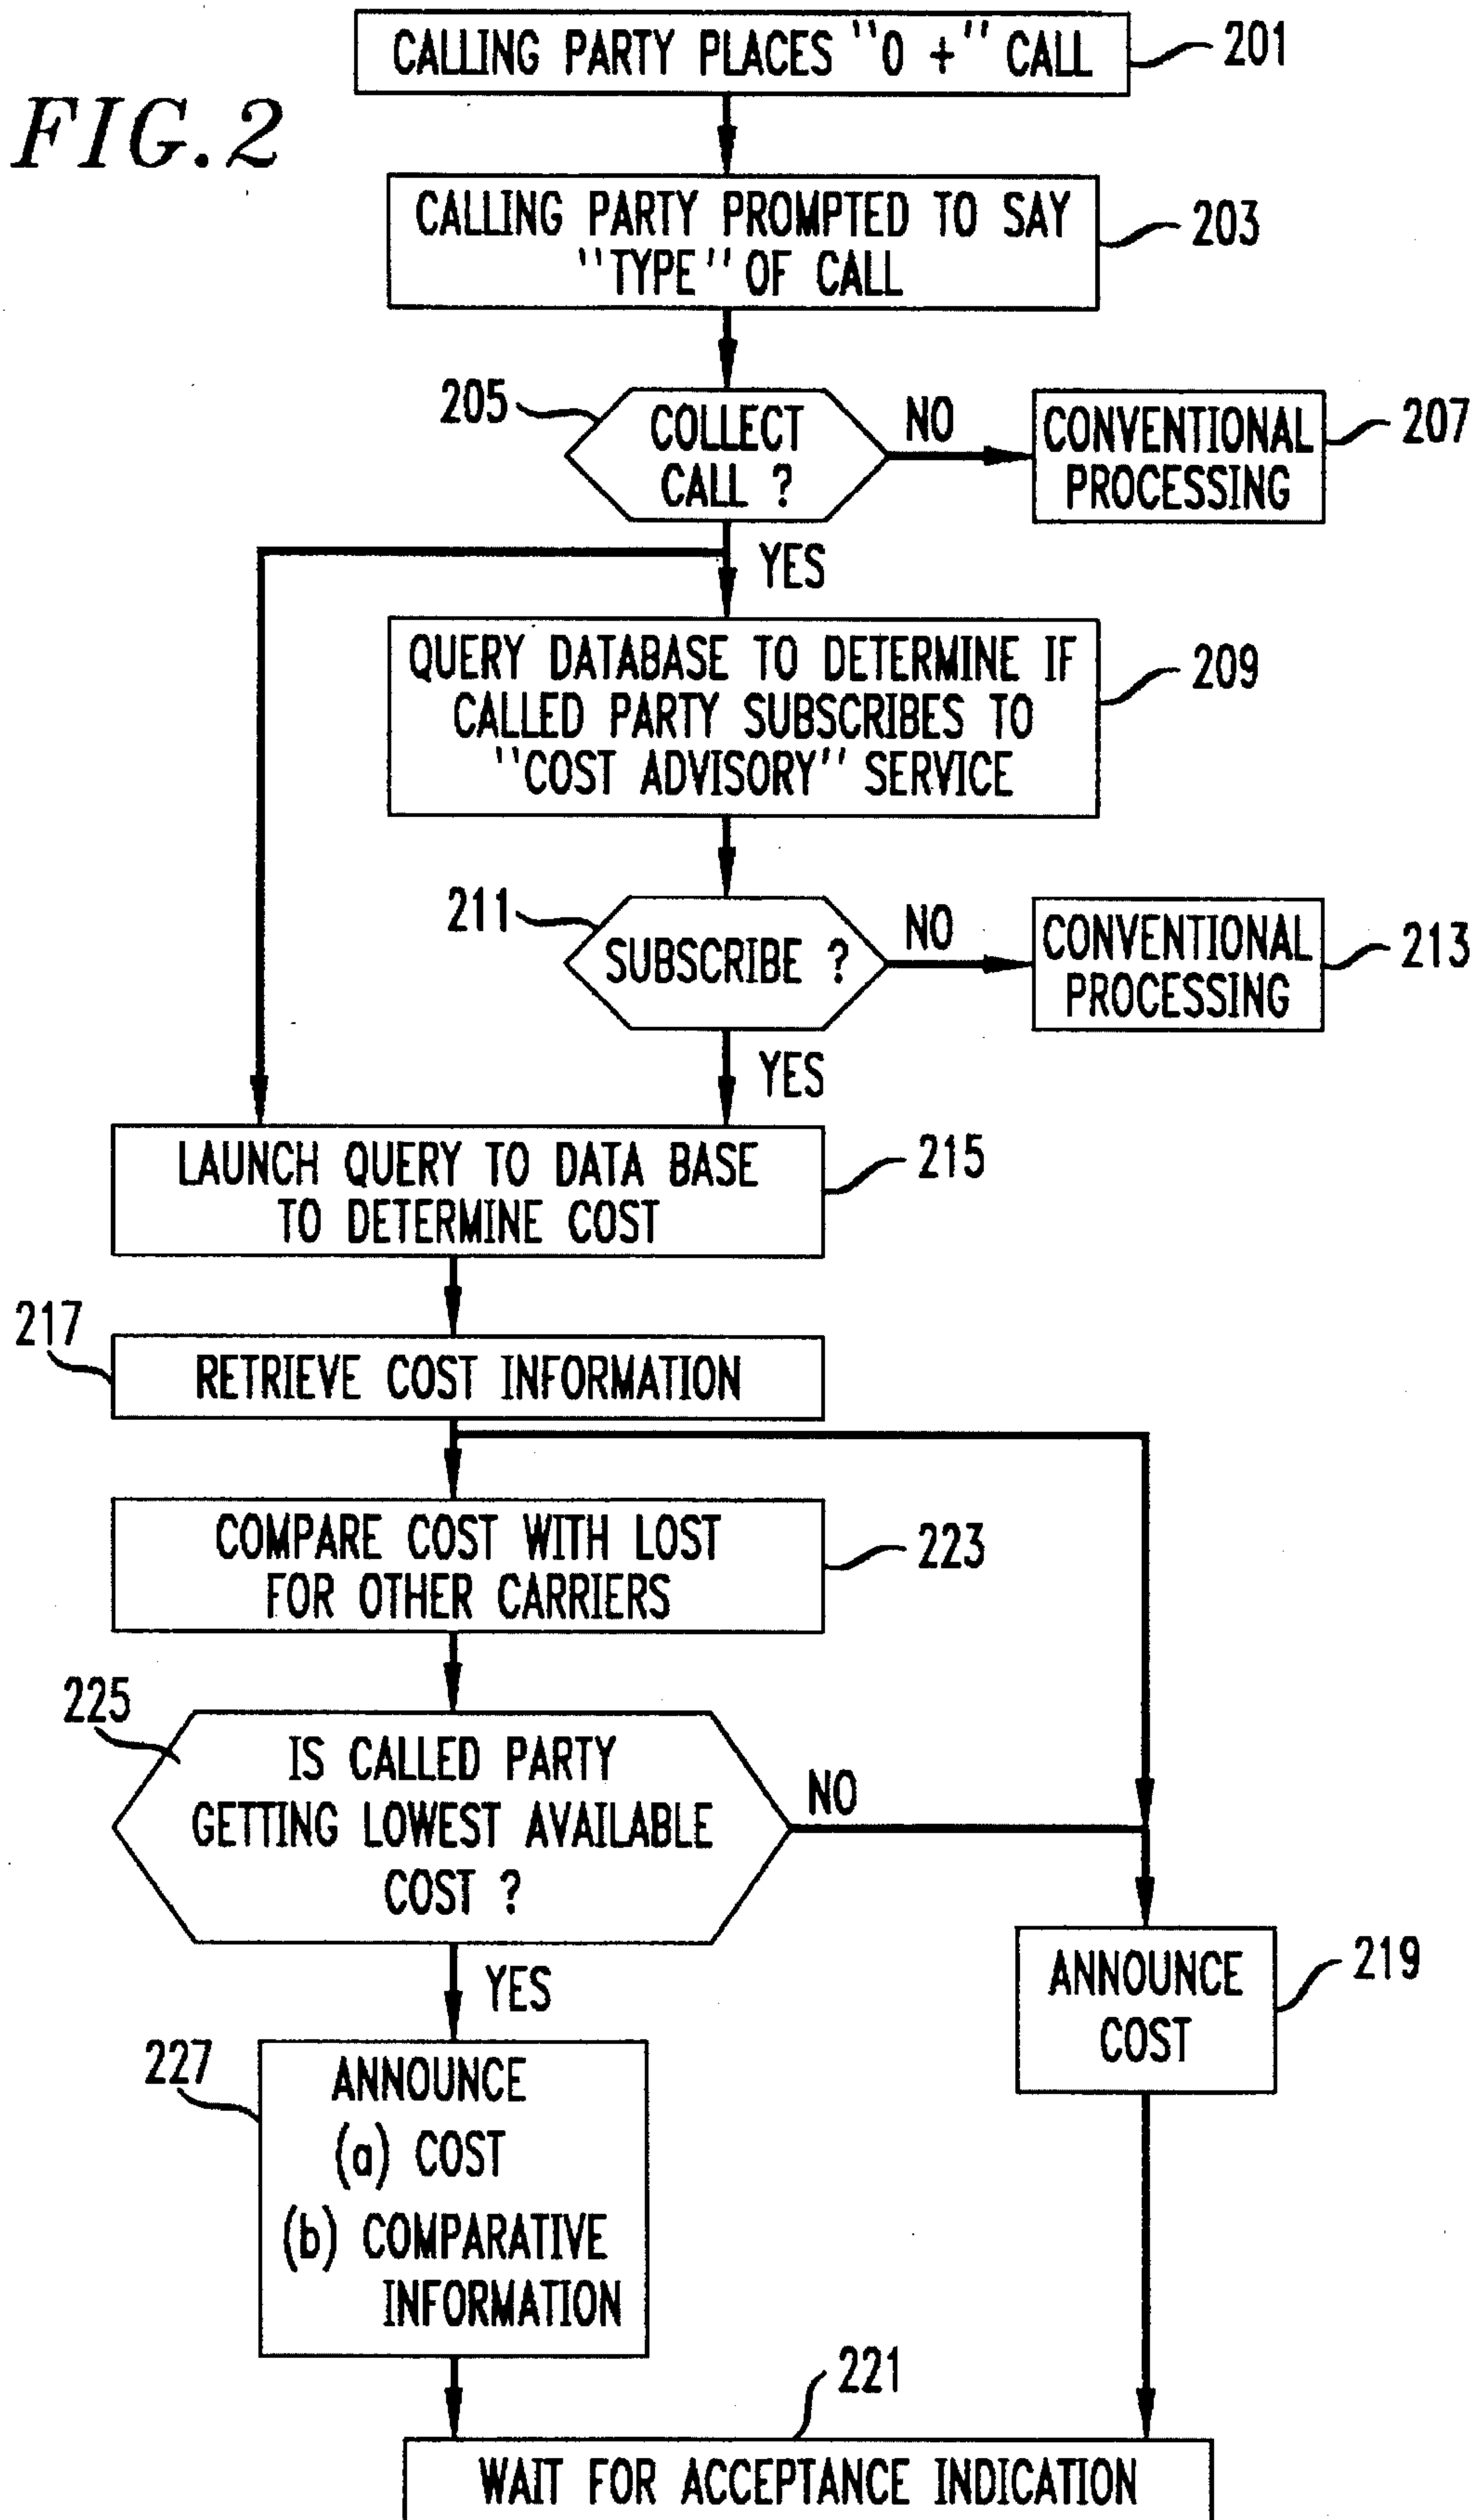 FIG.2
CALLING PARTY PLACES "0 +" CALL
201
CALLING PARTY PROMPTED TO SAY
"TYPE" OF CALL
203
205
COLLECT
CALL ?
NO
CONVENTIONAL
PROCESSING
207
YES
QUERY DATABASE TO DETERMINE IF
CALLED PARTY SUBSCRIBES TO
"COST ADVISORY" SERVICE
209
211
SUBSCRIBE ?
NO
CONVENTIONAL
PROCESSING
213
YES
LAUNCH QUERY TO DATA BASE
TO DETERMINE COST
215
217
RETRIEVE COST INFORMATION
COMPARE COST WITH LOST
FOR OTHER CARRIERS
223
225
IS CALLED PARTY
GETTING LOWEST AVAILABLE
COST ?
NO
YES
ANNOUNCE
COST
219
227
ANNOUNCE
(a) COST
(b) COMPARATIVE
INFORMATION
221
WAIT FOR ACCEPTANCE INDICATION